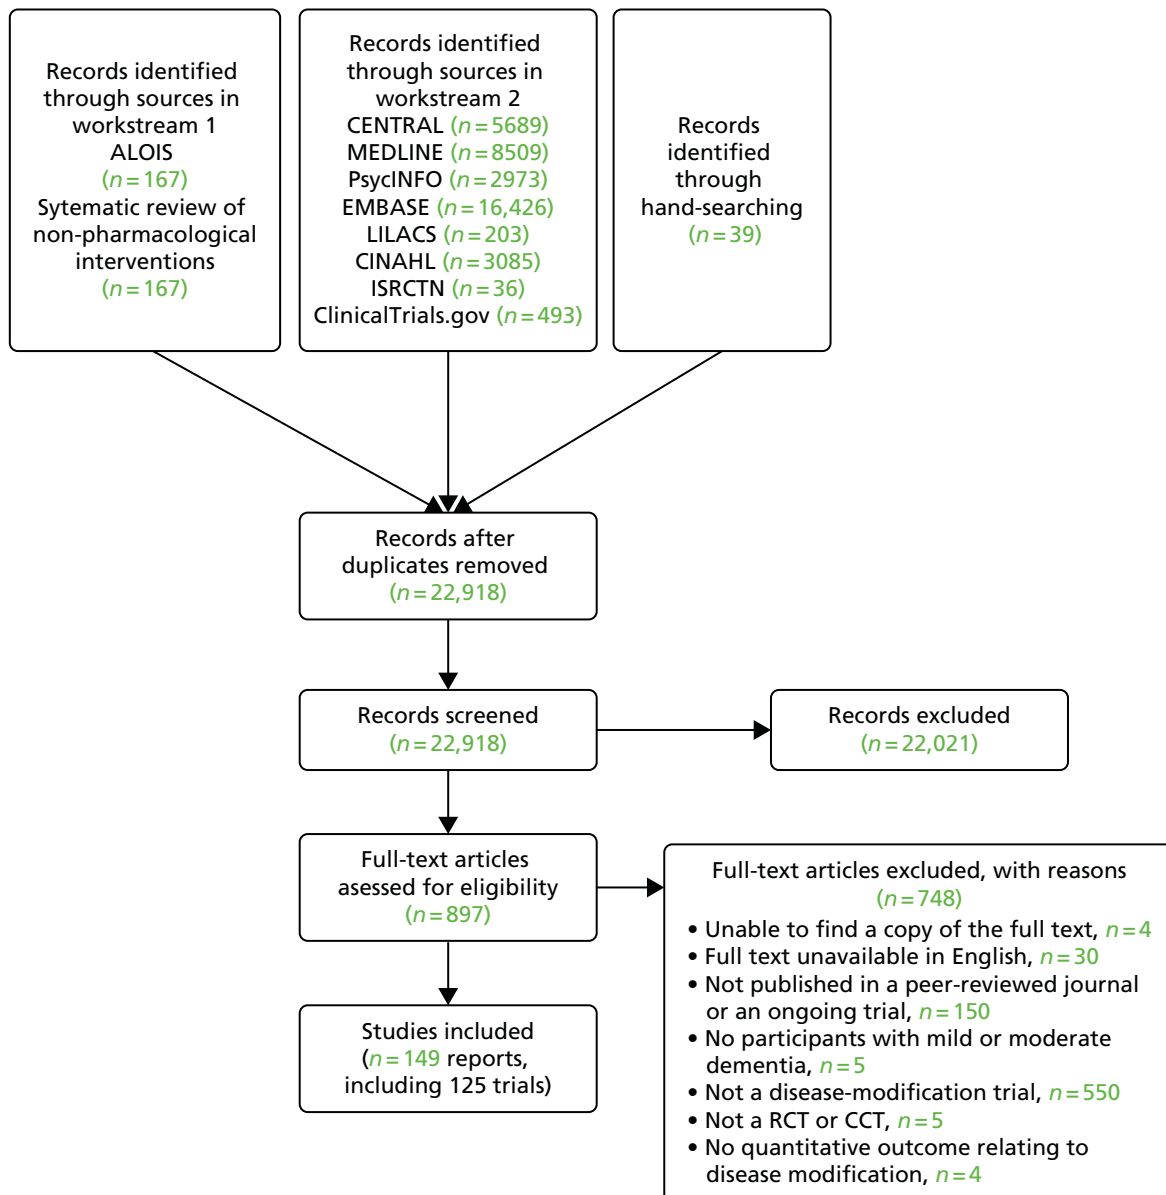 Records identified
through sources in
workstream 1
ALOIS
(n=167)
Sytematic review of
non-pharmacological
interventions
(n=167)
Records identified
through sources in
workstream 2
CENTRAL (n=5689)
MEDLINE (n=8509)
PsycINFO (n=2973)
EMBASE (n=16,426)
LILACS (n=203)
CINAHL (n=3085)
ISRCTN (n=36)
ClinicalTrials.gov (n=493)
Records
identified
through
hand-searching
(n=39)
Records after
duplicates removed
(n=22,918)
Records screened
(n=22,918)
Records excluded
(n=22,021)
Full-text articles
asessed for eligibility
(n=897)
Full-text articles excluded, with reasons
(n=748)
• Unable to find a copy of the full text, n=4
• Full text unavailable in English, n=30
• Not published in a peer-reviewed journal
or an ongoing trial, n=150
• No participants with mild or moderate
dementia, n=5
• Not a disease-modification trial, n=550
• Not a RCT or CCT, n=5
• No quantitative outcome relating to
disease modification, n=4
Studies included
(n=149 reports,
including 125 trials)